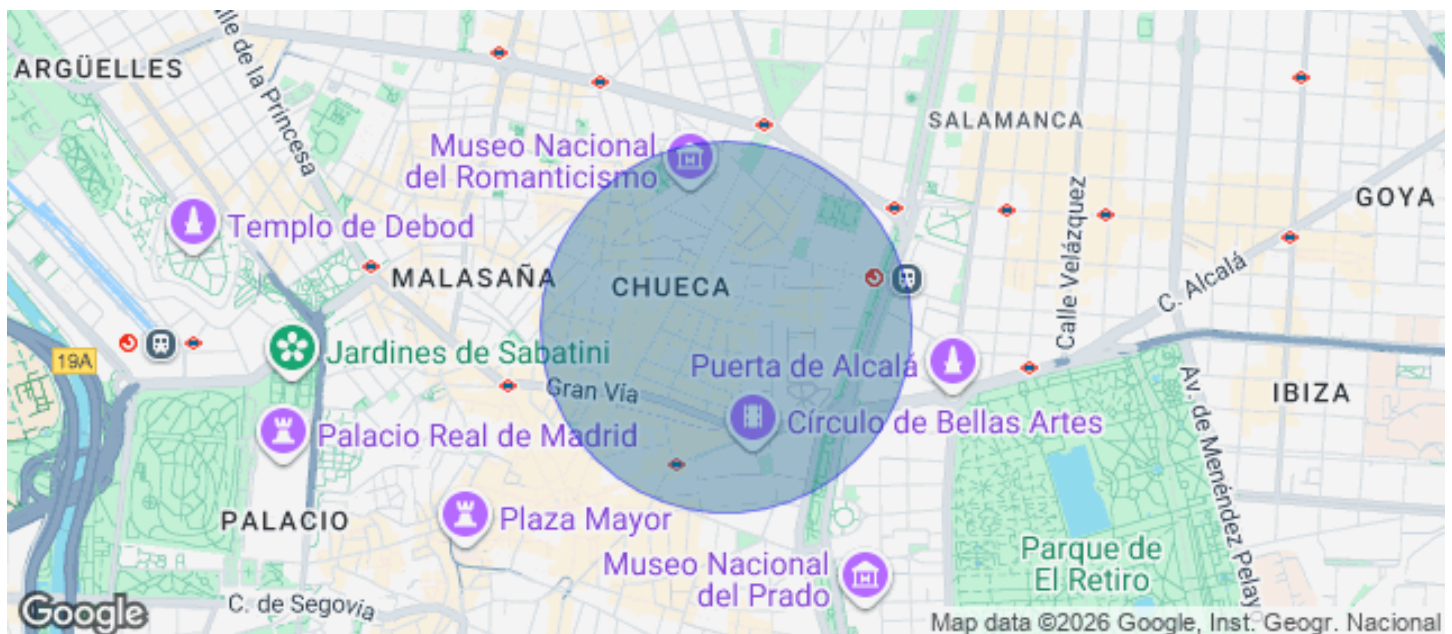 ARGÜELLES
lle de la Princesa
Museo Nacional
del Romanticismo
SALAMANCA
GOYA
Templo de Debod
Calle Velázquez
MALASAÑA
CHUECA
C. Alcalá
19A
Jardines de Sabatini
Gran Vía
Puerta de Alcalá
IBIZA
Palacio Real de Madrid
Círculo de Bellas Artes
Av. de Menéndez Pelay
PALACIO
Plaza Mayor
Museo Nacional
del Prado
Parque de
El Retiro
C. de Segovia
Google
Map data ©2026 Google, Inst. Geogr. Nacional